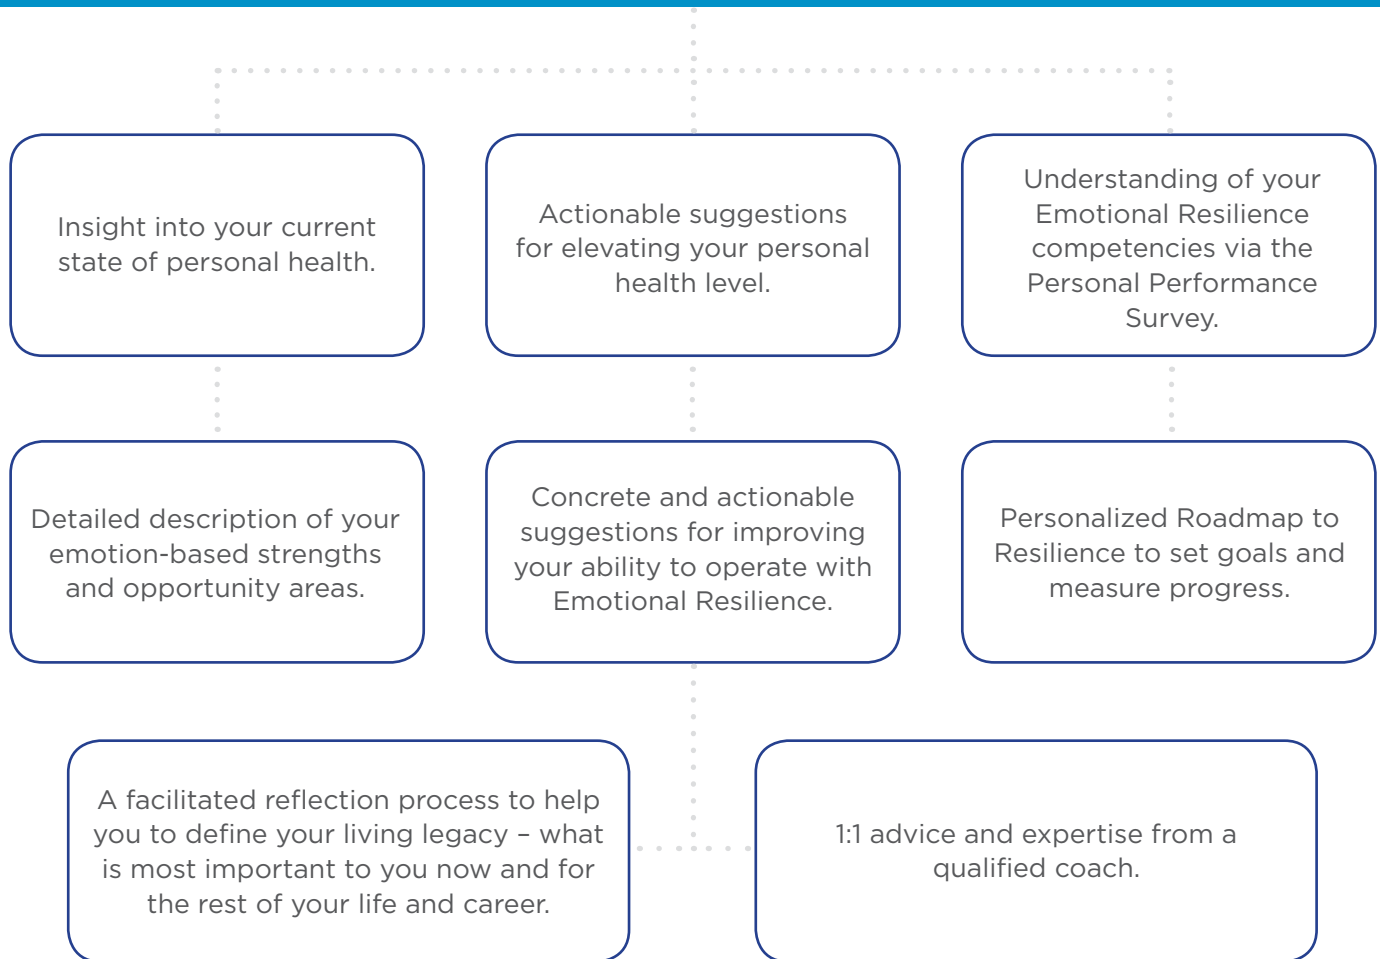 Insight into your current
state of personal health.
Actionable suggestions
for elevating your personal
health level.
Understanding of your
Emotional Resilience
competencies via the
Personal Performance
Survey.
Detailed description of your
emotion-based strengths
and opportunity areas.
Concrete and actionable
suggestions for improving
your ability to operate with
Emotional Resilience.
Personalized Roadmap to
Resilience to set goals and
measure progress.
A facilitated reflection process to help
you to define your living legacy – what
is most important to you now and for
the rest of your life and career.
1:1 advice and expertise from a
qualified coach.